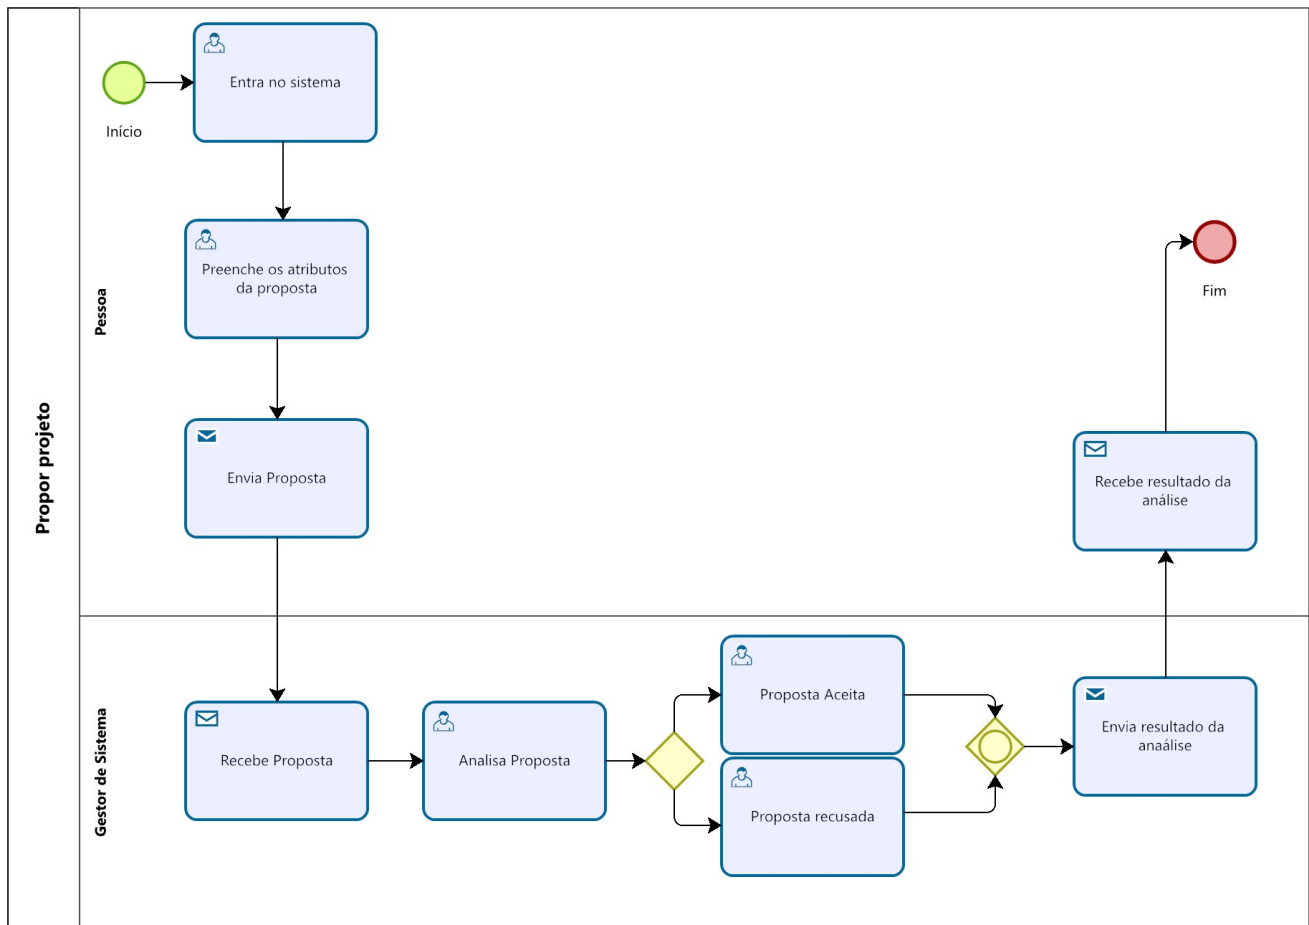 Propor projeto
Pessoa
Início
Entra no sistema
Preenche os atributos
da proposta
Envia Proposta
Fim
Recebe resultado da
análise
Gestor de Sistema
Recebe Proposta
Analisa Proposta
Proposta Aceita
Proposta recusada
Envia resultado da
anaálise